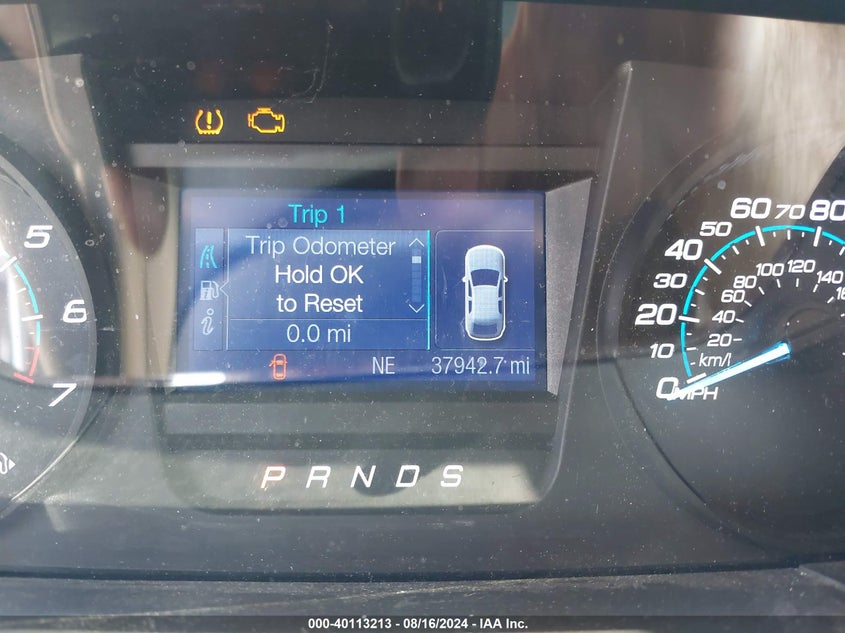 Trip 1
Trip Odometer
Hold OK
to Reset
0.0 mi
NE 37942.7 mi
P R N D S
5
6
7
0 10 20 30 40 50 60 70 80
20 40 60 80 100 120 140
km/
MPH
000-40113213 - 08/16/2024 - IAA Inc.